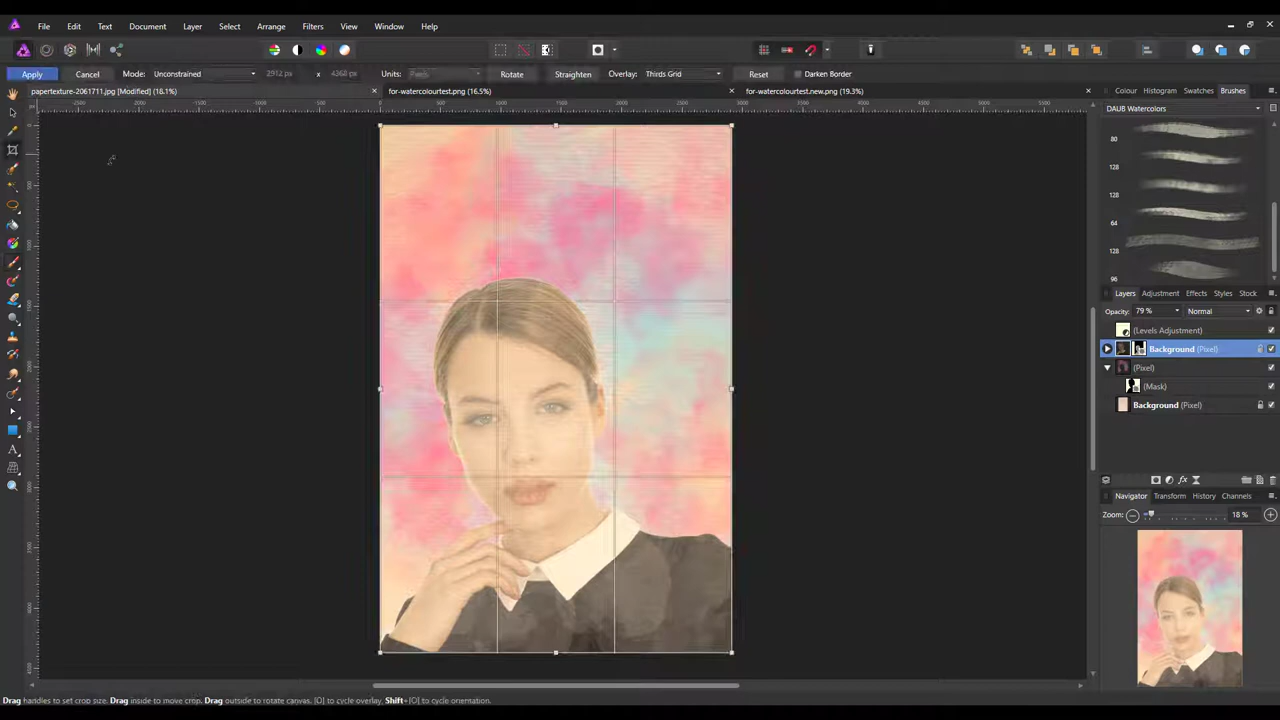 File Edit Text Document Layer Select Arrange Filters View Window Help
Apply Cancel Mode: Unconstrained 2912 px x 4368 px Units: Pixels Rotate Straighten Overlay: Thirds Grid Reset Darken Border
papertexture-2061711.jpg [Modified] (18.1%) for-watercolourtest.png (16.5%) for-watercolourtest.new.png (19.3%)
Colour Histogram Swatches Brushes
DAUB Watercolors
80
128
128
64
128
96
Layers Adjustment Effects Styles Stock
Opacity: 79 % Normal
(Levels Adjustment)
Background (Pixel)
(Pixel)
(Mask)
Background (Pixel)
Navigator Transform History Channels
Zoom: 18 %
Drag handles to set crop size. Drag inside to move crop. Drag outside to rotate canvas. [O] to cycle overlay. Shift+[O] to cycle orientation.